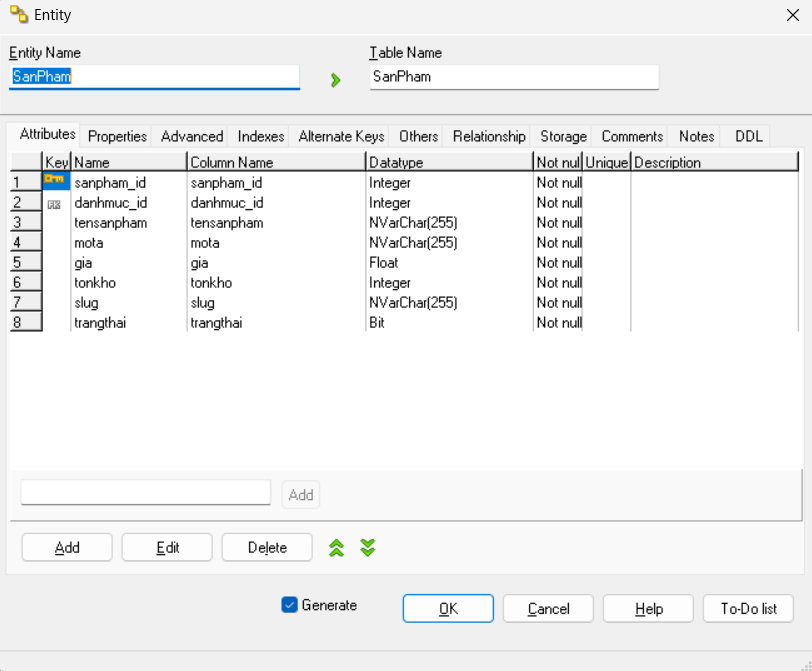 Entity
Entity Name
Table Name
SanPham
SanPham
Attributes Properties Advanced Indexes Alternate Keys Others Relationship Storage Comments Notes DDL
Key Name Column Name Datatype Not null Unique Description
1 sanpham_id sanpham_id Integer Not null
2 FK danhmuc_id danhmuc_id Integer Not null
3 tensanpham tensanpham NVarChar(255) Not null
4 mota mota NVarChar(255) Not null
5 gia gia Float Not null
6 tonkho tonkho Integer Not null
7 slug slug NVarChar(255) Not null
8 trangthai trangthai Bit Not null
Add
Add Edit Delete
Generate OK Cancel Help To-Do list